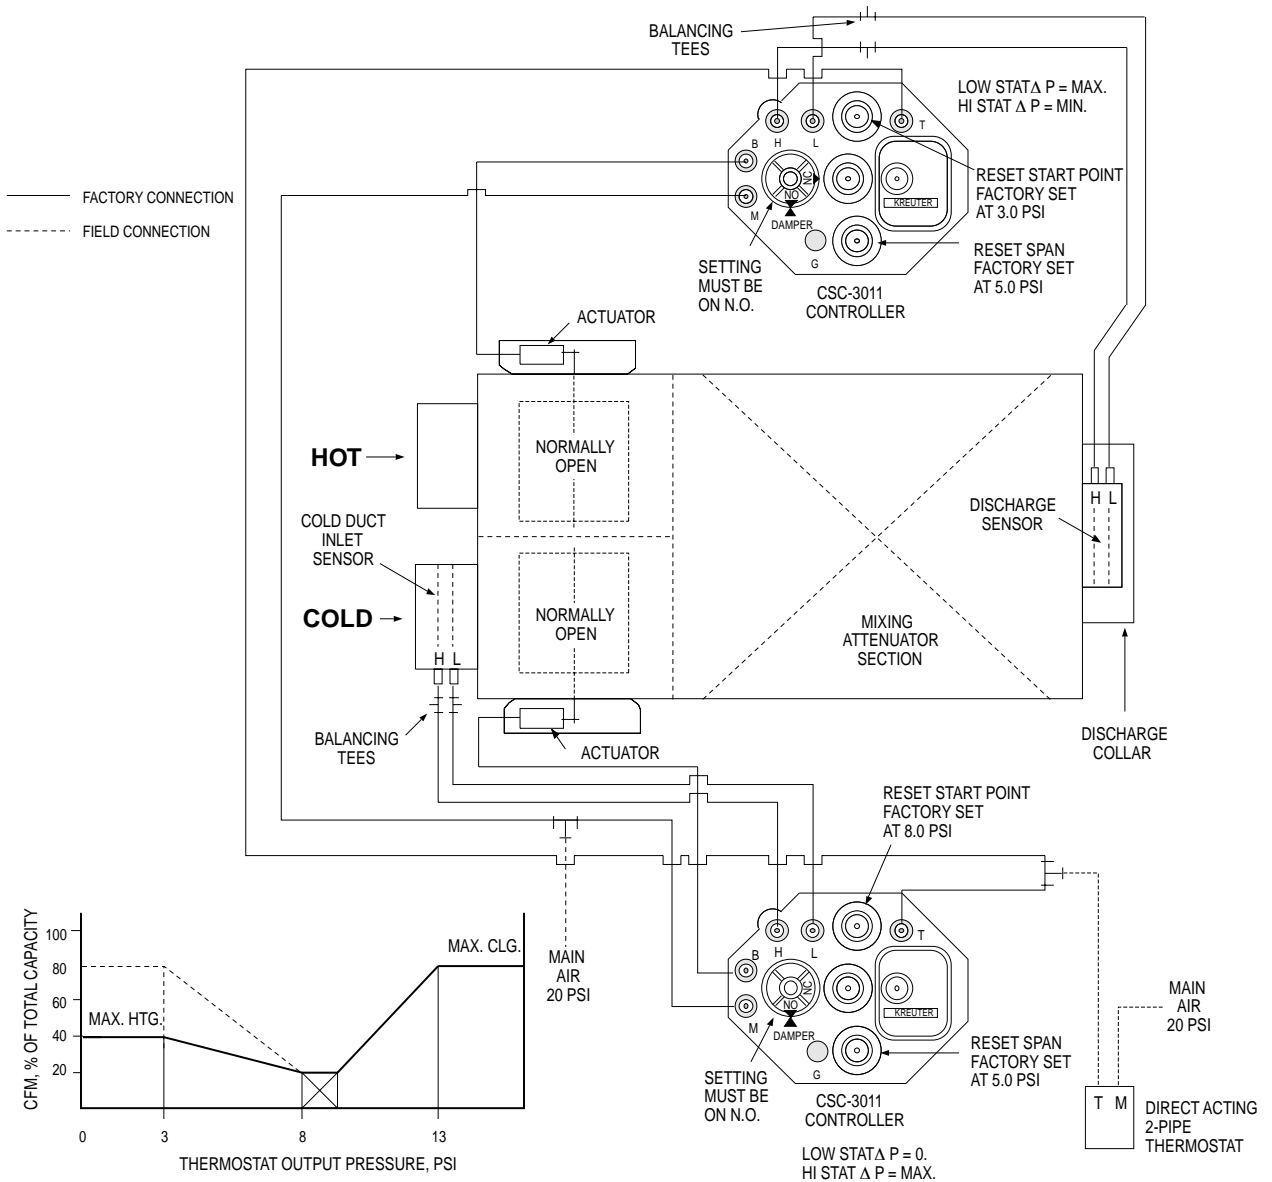 BALANCING
TEES
LOW STAT Δ P = MAX.
HI STAT Δ P = MIN.
B
H
L
T
M
NC
NO
DAMPER
G
KREUTER
RESET START POINT
FACTORY SET
AT 3.0 PSI
RESET SPAN
FACTORY SET
AT 5.0 PSI
SETTING
MUST BE
ON N.O.
CSC-3011
CONTROLLER
FACTORY CONNECTION
FIELD CONNECTION
ACTUATOR
HOT
NORMALLY
OPEN
COLD DUCT
INLET
SENSOR
COLD
H L
NORMALLY
OPEN
MIXING
ATTENUATOR
SECTION
DISCHARGE
SENSOR
H L
DISCHARGE
COLLAR
BALANCING
TEES
ACTUATOR
RESET START POINT
FACTORY SET
AT 8.0 PSI
MAIN
AIR
20 PSI
B
H
L
T
M
NC
NO
DAMPER
G
KREUTER
SETTING
MUST BE
ON N.O.
RESET SPAN
FACTORY SET
AT 5.0 PSI
CSC-3011
CONTROLLER
LOW STAT Δ P = 0.
HI STAT Δ P = MAX.
MAIN
AIR
20 PSI
T M
DIRECT ACTING
2-PIPE
THERMOSTAT
CFM, % OF TOTAL CAPACITY
100
80
60
40
20
MAX. HTG.
MAX. CLG.
0
3
8
13
THERMOSTAT OUTPUT PRESSURE, PSI